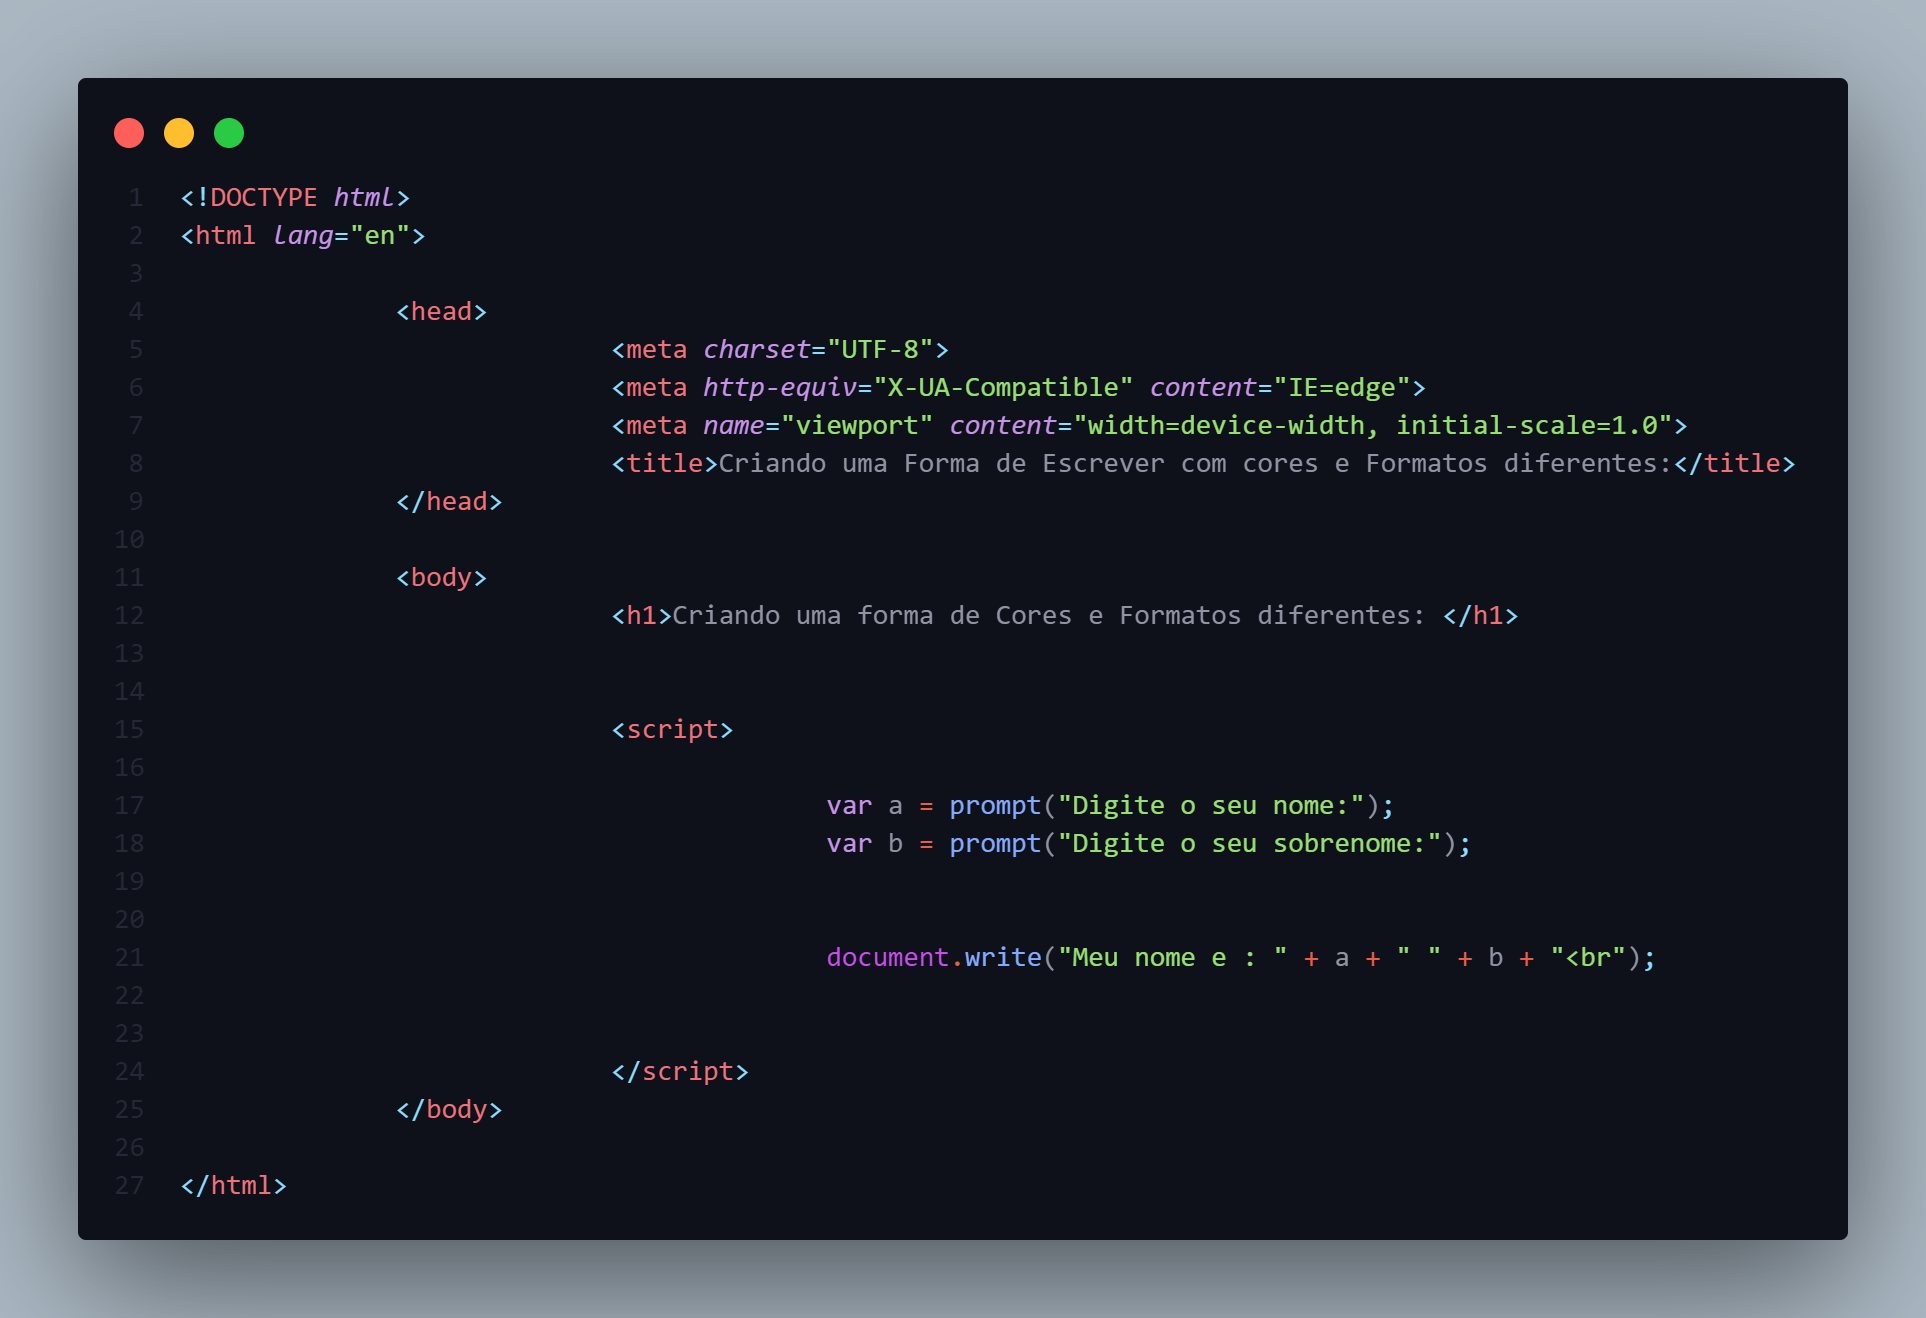 1 <!DOCTYPE html>
2 <html lang="en">
3
4 <head>
5 <meta charset="UTF-8">
6 <meta http-equiv="X-UA-Compatible" content="IE=edge">
7 <meta name="viewport" content="width=device-width, initial-scale=1.0">
8 <title>Criando uma Forma de Escrever com cores e Formatos diferentes:</title>
9 </head>
10
11 <body>
12 <h1>Criando uma forma de Cores e Formatos diferentes: </h1>
13
14
15 <script>
16
17 var a = prompt("Digite o seu nome:");
18 var b = prompt("Digite o seu sobrenome:");
19
20
21 document.write("Meu nome e : " + a + " " + b + "<br");
22
23
24 </script>
25 </body>
26
27 </html>